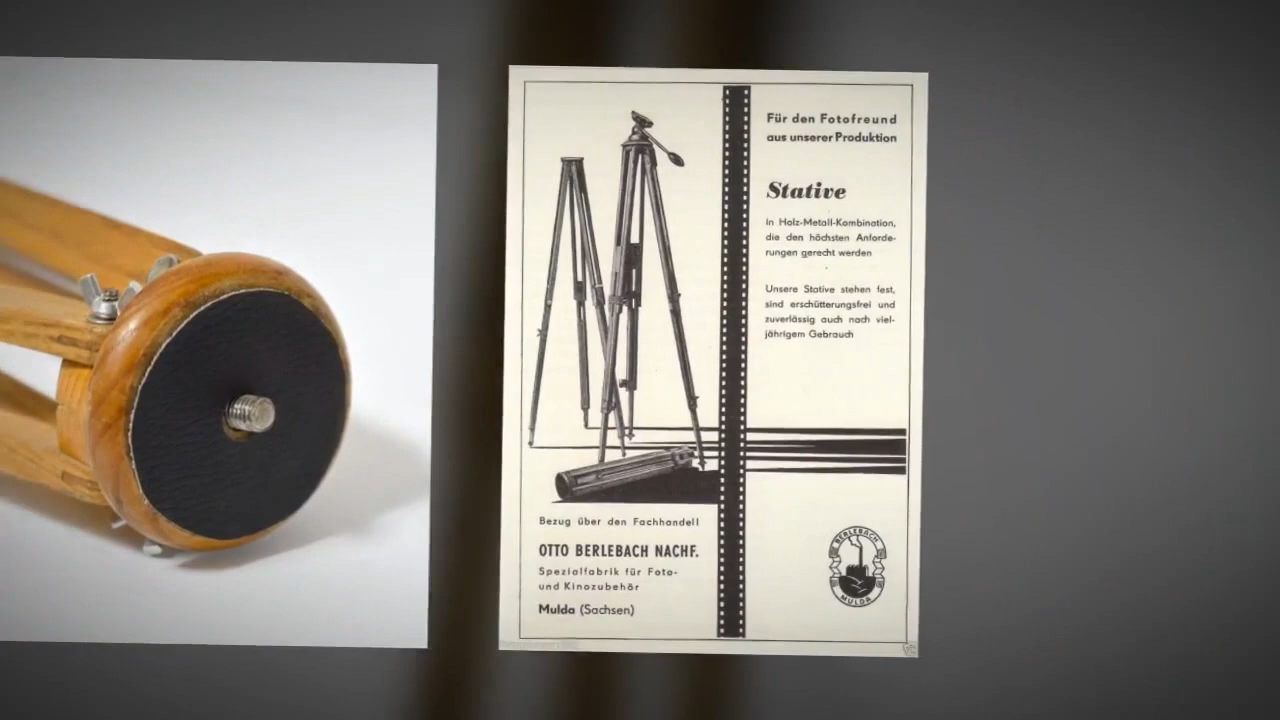 Für den Fotofreund
aus unserer Produktion
Stative
in Holz-Metall-Kombination,
die den höchsten Anforde-
rungen gerecht werden
Unsere Stative stehen fest,
sind erschütterungsfrei und
zuverlässig auch nach viel-
jährigem Gebrauch
Bezug über den Fachhandel!
OTTO BERLEBACH NACHF.
Spezialfabrik für Foto-
und Kinozubehör
Mulda (Sachsen)
BERLEBACH
MULDA